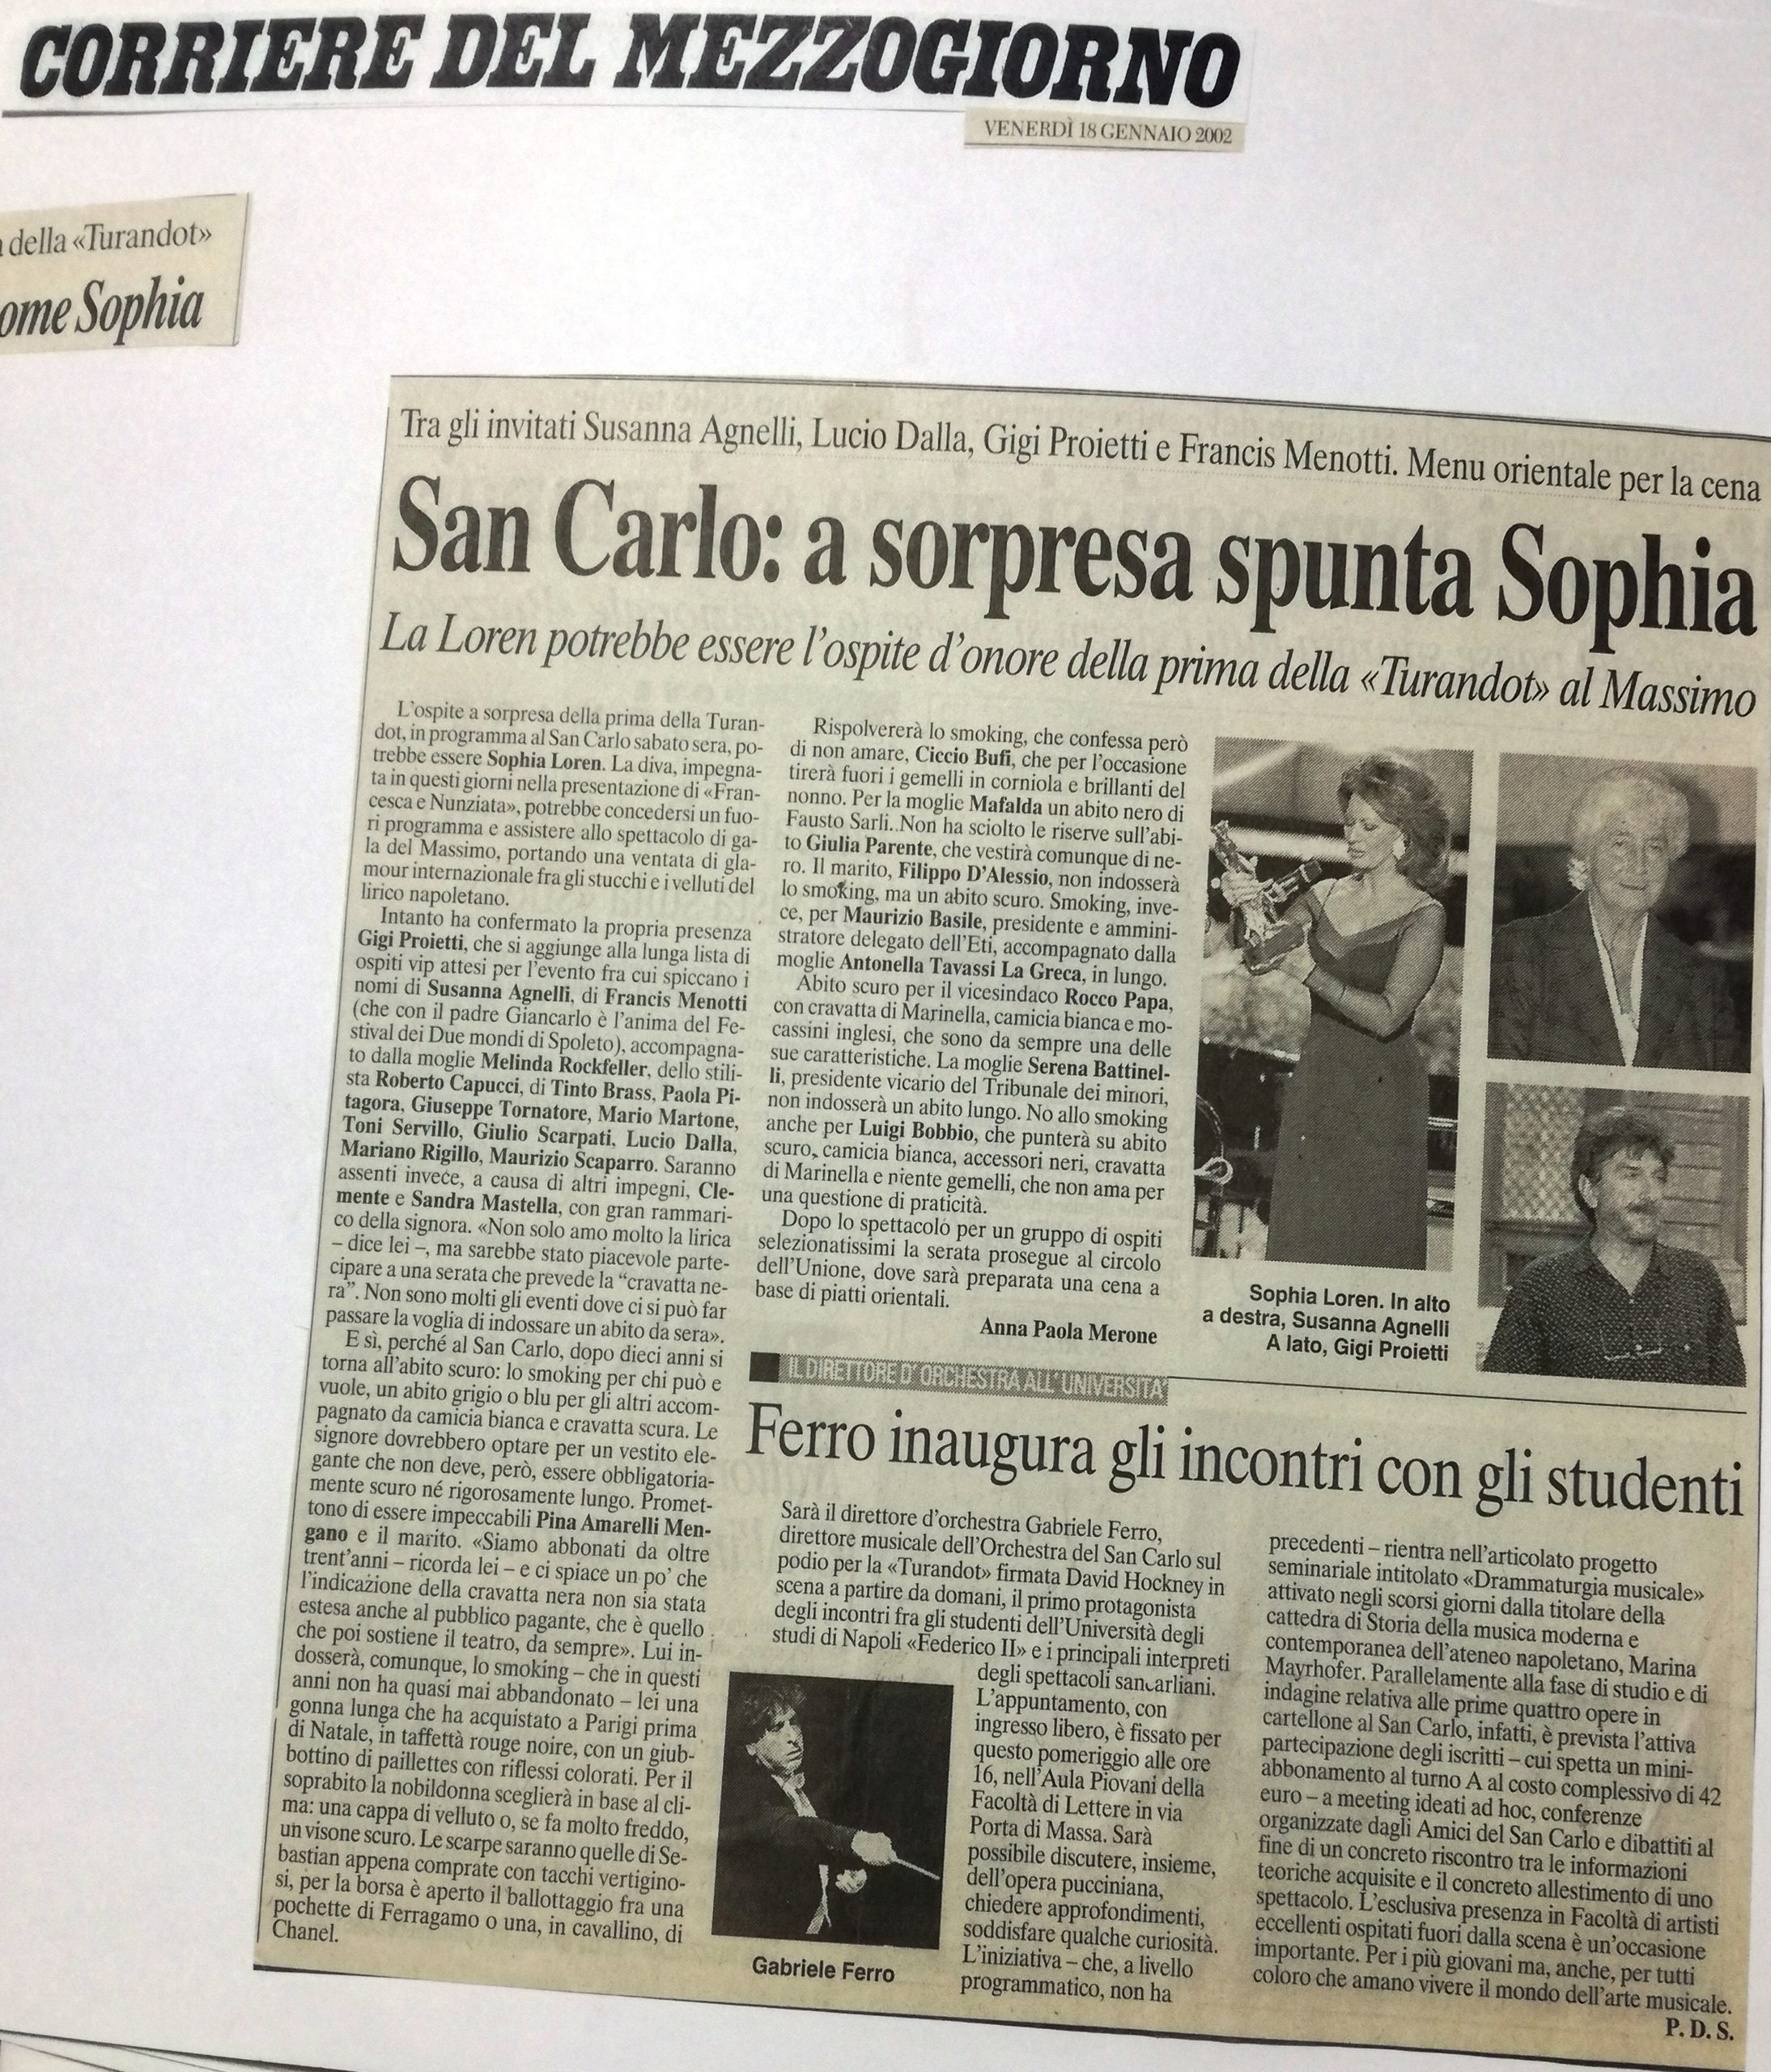 CORRIERE DEL MEZZOGIORNO
VENERDÌ 18 GENNAIO 2002
della «Turandot»
ome Sophia
Tra gli invitati Susanna Agnelli, Lucio Dalla, Gigi Proietti e Francis Menotti. Menu orientale per la cena
San Carlo: a sorpresa spunta Sophia
La Loren potrebbe essere l'ospite d'onore della prima della «Turandot» al Massimo
L'ospite a sorpresa della prima della Turan-
dot, in programma al San Carlo sabato sera, po-
trebbe essere Sophia Loren. La diva, impegna-
ta in questi giorni nella presentazione di «Fran-
cesca e Nunziata», potrebbe concedersi un fuo-
ri programma e assistere allo spettacolo di ga-
la del Massimo, portando una ventata di gla-
mour internazionale fra gli stucchi e i velluti del
lirico napoletano.
Intanto ha confermato la propria presenza
Gigi Proietti, che si aggiunge alla lunga lista di
ospiti vip attesi per l'evento fra cui spiccano i
nomi di Susanna Agnelli, di Francis Menotti
(che con il padre Giancarlo è l'anima del Fe-
stival dei Due mondi di Spoleto), accompagna-
to dalla moglie Melinda Rockfeller, dello stili-
sta Roberto Capucci, di Tinto Brass, Paola Pi-
tagora, Giuseppe Tornatore, Mario Martone,
Toni Servillo, Giulio Scarpati, Lucio Dalla,
Mariano Rigillo, Maurizio Scaparro. Saranno
assenti invece, a causa di altri impegni, Cle-
mente e Sandra Mastella, con gran rammari-
co della signora. «Non solo amo molto la lirica
– dice lei –, ma sarebbe stato piacevole parte-
cipare a una serata che prevede la “cravatta ne-
ra”. Non sono molti gli eventi dove ci si può far
passare la voglia di indossare un abito da sera».
E sì, perché al San Carlo, dopo dieci anni si
torna all'abito scuro: lo smoking per chi può e
vuole, un abito grigio o blu per gli altri accom-
pagnato da camicia bianca e cravatta scura. Le
signore dovrebbero optare per un vestito ele-
gante che non deve, però, essere obbligatoria-
mente scuro né rigorosamente lungo. Promet-
tono di essere impeccabili Pina Amarelli Men-
gano e il marito. «Siamo abbonati da oltre
trent'anni – ricorda lei – e ci spiace un po' che
l'indicazione della cravatta nera non sia stata
estesa anche al pubblico pagante, che è quello
che poi sostiene il teatro, da sempre». Lui in-
dosserà, comunque, lo smoking – che in questi
anni non ha quasi mai abbandonato – lei una
gonna lunga che ha acquistato a Parigi prima
di Natale, in taffettà rouge noire, con un giub-
bottino di paillettes con riflessi colorati. Per il
soprabito la nobildonna sceglierà in base al cli-
ma: una cappa di velluto o, se fa molto freddo,
un visone scuro. Le scarpe saranno quelle di Se-
bastian appena comprate con tacchi vertigino-
si, per la borsa è aperto il ballottaggio fra una
pochette di Ferragamo o una, in cavallino, di
Chanel.
Rispolvererà lo smoking, che confessa però
di non amare, Ciccio Bufi, che per l'occasione
tirerà fuori i gemelli in corniola e brillanti del
nonno. Per la moglie Mafalda un abito nero di
Fausto Sarli..Non ha sciolto le riserve sull'abi-
to Giulia Parente, che vestirà comunque di ne-
ro. Il marito, Filippo D'Alessio, non indosserà
lo smoking, ma un abito scuro. Smoking, inve-
ce, per Maurizio Basile, presidente e ammini-
stratore delegato dell'Eti, accompagnato dalla
moglie Antonella Tavassi La Greca, in lungo.
Abito scuro per il vicesindaco Rocco Papa,
con cravatta di Marinella, camicia bianca e mo-
cassini inglesi, che sono da sempre una delle
sue caratteristiche. La moglie Serena Battinel-
li, presidente vicario del Tribunale dei minori,
non indosserà un abito lungo. No allo smoking
anche per Luigi Bobbio, che punterà su abito
scuro, camicia bianca, accessori neri, cravatta
di Marinella e niente gemelli, che non ama per
una questione di praticità.
Dopo lo spettacolo per un gruppo di ospiti
selezionatissimi la serata prosegue al circolo
dell'Unione, dove sarà preparata una cena a
base di piatti orientali.
Anna Paola Merone
Sophia Loren. In alto
a destra, Susanna Agnelli
A lato, Gigi Proietti
IL DIRETTORE D'ORCHESTRA ALL'UNIVERSITA'
Ferro inaugura gli incontri con gli studenti
Sarà il direttore d'orchestra Gabriele Ferro,
direttore musicale dell'Orchestra del San Carlo sul
podio per la «Turandot» firmata David Hockney in
scena a partire da domani, il primo protagonista
degli incontri fra gli studenti dell'Università degli
studi di Napoli «Federico II» e i principali interpreti
degli spettacoli sancarliani.
L'appuntamento, con
ingresso libero, è fissato per
questo pomeriggio alle ore
16, nell'Aula Piovani della
Facoltà di Lettere in via
Porta di Massa. Sarà
possibile discutere, insieme,
dell'opera pucciniana,
chiedere approfondimenti,
soddisfare qualche curiosità.
L'iniziativa – che, a livello
programmatico, non ha
Gabriele Ferro
precedenti – rientra nell'articolato progetto
seminariale intitolato «Drammaturgia musicale»
attivato negli scorsi giorni dalla titolare della
cattedra di Storia della musica moderna e
contemporanea dell'ateneo napoletano, Marina
Mayrhofer. Parallelamente alla fase di studio e di
indagine relativa alle prime quattro opere in
cartellone al San Carlo, infatti, è prevista l'attiva
partecipazione degli iscritti – cui spetta un mini-
abbonamento al turno A al costo complessivo di 42
euro – a meeting ideati ad hoc, conferenze
organizzate dagli Amici del San Carlo e dibattiti al
fine di un concreto riscontro tra le informazioni
teoriche acquisite e il concreto allestimento di uno
spettacolo. L'esclusiva presenza in Facoltà di artisti
eccellenti ospitati fuori dalla scena è un'occasione
importante. Per i più giovani ma, anche, per tutti
coloro che amano vivere il mondo dell'arte musicale.
P. D. S.